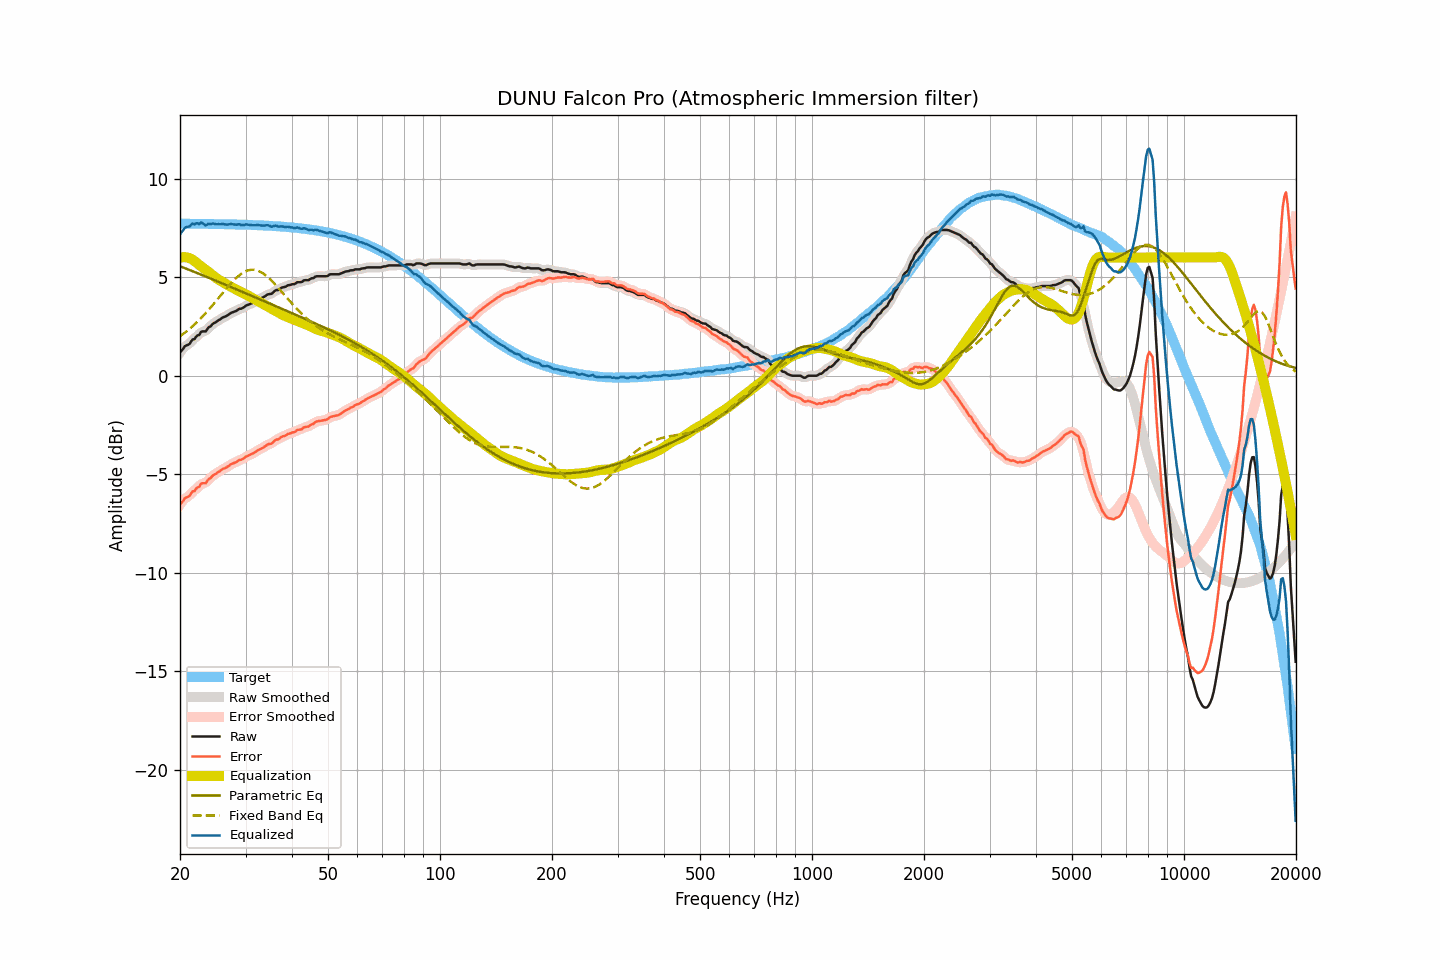 DUNU Falcon Pro (Atmospheric Immersion filter)
10
5
0
−5
−10
−15
−20
Amplitude (dBr)
Target
Raw Smoothed
Error Smoothed
Raw
Error
Equalization
Parametric Eq
Fixed Band Eq
Equalized
20 50 100 200 500 1000 2000 5000 10000 20000
Frequency (Hz)